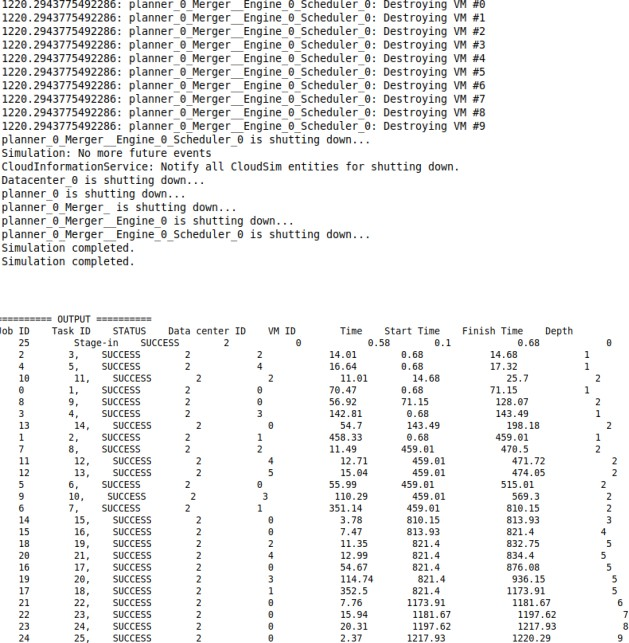 1220.2943775492286: planner_0_Merger__Engine_0_Scheduler_0: Destroying VM #0
1220.2943775492286: planner_0_Merger__Engine_0_Scheduler_0: Destroying VM #1
1220.2943775492286: planner_0_Merger__Engine_0_Scheduler_0: Destroying VM #2
1220.2943775492286: planner_0_Merger__Engine_0_Scheduler_0: Destroying VM #3
1220.2943775492286: planner_0_Merger__Engine_0_Scheduler_0: Destroying VM #4
1220.2943775492286: planner_0_Merger__Engine_0_Scheduler_0: Destroying VM #5
1220.2943775492286: planner_0_Merger__Engine_0_Scheduler_0: Destroying VM #6
1220.2943775492286: planner_0_Merger__Engine_0_Scheduler_0: Destroying VM #7
1220.2943775492286: planner_0_Merger__Engine_0_Scheduler_0: Destroying VM #8
1220.2943775492286: planner_0_Merger__Engine_0_Scheduler_0: Destroying VM #9
planner_0_Merger__Engine_0_Scheduler_0 is shutting down...
Simulation: No more future events
CloudInformationService: Notify all CloudSim entities for shutting down.
Datacenter_0 is shutting down...
planner_0 is shutting down...
planner_0_Merger_ is shutting down...
planner_0_Merger__Engine_0 is shutting down...
planner_0_Merger__Engine_0_Scheduler_0 is shutting down...
Simulation completed.
Simulation completed.
========== OUTPUT ==========
Job ID Task ID STATUS Data center ID VM ID Time Start Time Finish Time Depth
25 Stage-in SUCCESS 2 0 0.58 0.1 0.68 0
2 3, SUCCESS 2 2 14.01 0.68 14.68 1
4 5, SUCCESS 2 4 16.64 0.68 17.32 1
10 11, SUCCESS 2 2 11.01 14.68 25.7 2
0 1, SUCCESS 2 0 70.47 0.68 71.15 1
8 9, SUCCESS 2 0 56.92 71.15 128.07 2
3 4, SUCCESS 2 3 142.81 0.68 143.49 1
13 14, SUCCESS 2 0 54.7 143.49 198.18 2
1 2, SUCCESS 2 1 458.33 0.68 459.01 1
7 8, SUCCESS 2 2 11.49 459.01 470.5 2
11 12, SUCCESS 2 4 12.71 459.01 471.72 2
12 13, SUCCESS 2 5 15.04 459.01 474.05 2
5 6, SUCCESS 2 0 55.99 459.01 515.01 2
9 10, SUCCESS 2 3 110.29 459.01 569.3 2
6 7, SUCCESS 2 1 351.14 459.01 810.15 2
14 15, SUCCESS 2 0 3.78 810.15 813.93 3
15 16, SUCCESS 2 0 7.47 813.93 821.4 4
18 19, SUCCESS 2 2 11.35 821.4 832.75 5
20 21, SUCCESS 2 4 12.99 821.4 834.4 5
16 17, SUCCESS 2 0 54.67 821.4 876.08 5
19 20, SUCCESS 2 3 114.74 821.4 936.15 5
17 18, SUCCESS 2 1 352.5 821.4 1173.91 5
21 22, SUCCESS 2 0 7.76 1173.91 1181.67 6
22 23, SUCCESS 2 0 15.94 1181.67 1197.62 7
23 24, SUCCESS 2 0 20.31 1197.62 1217.93 8
24 25, SUCCESS 2 0 2.37 1217.93 1220.29 9